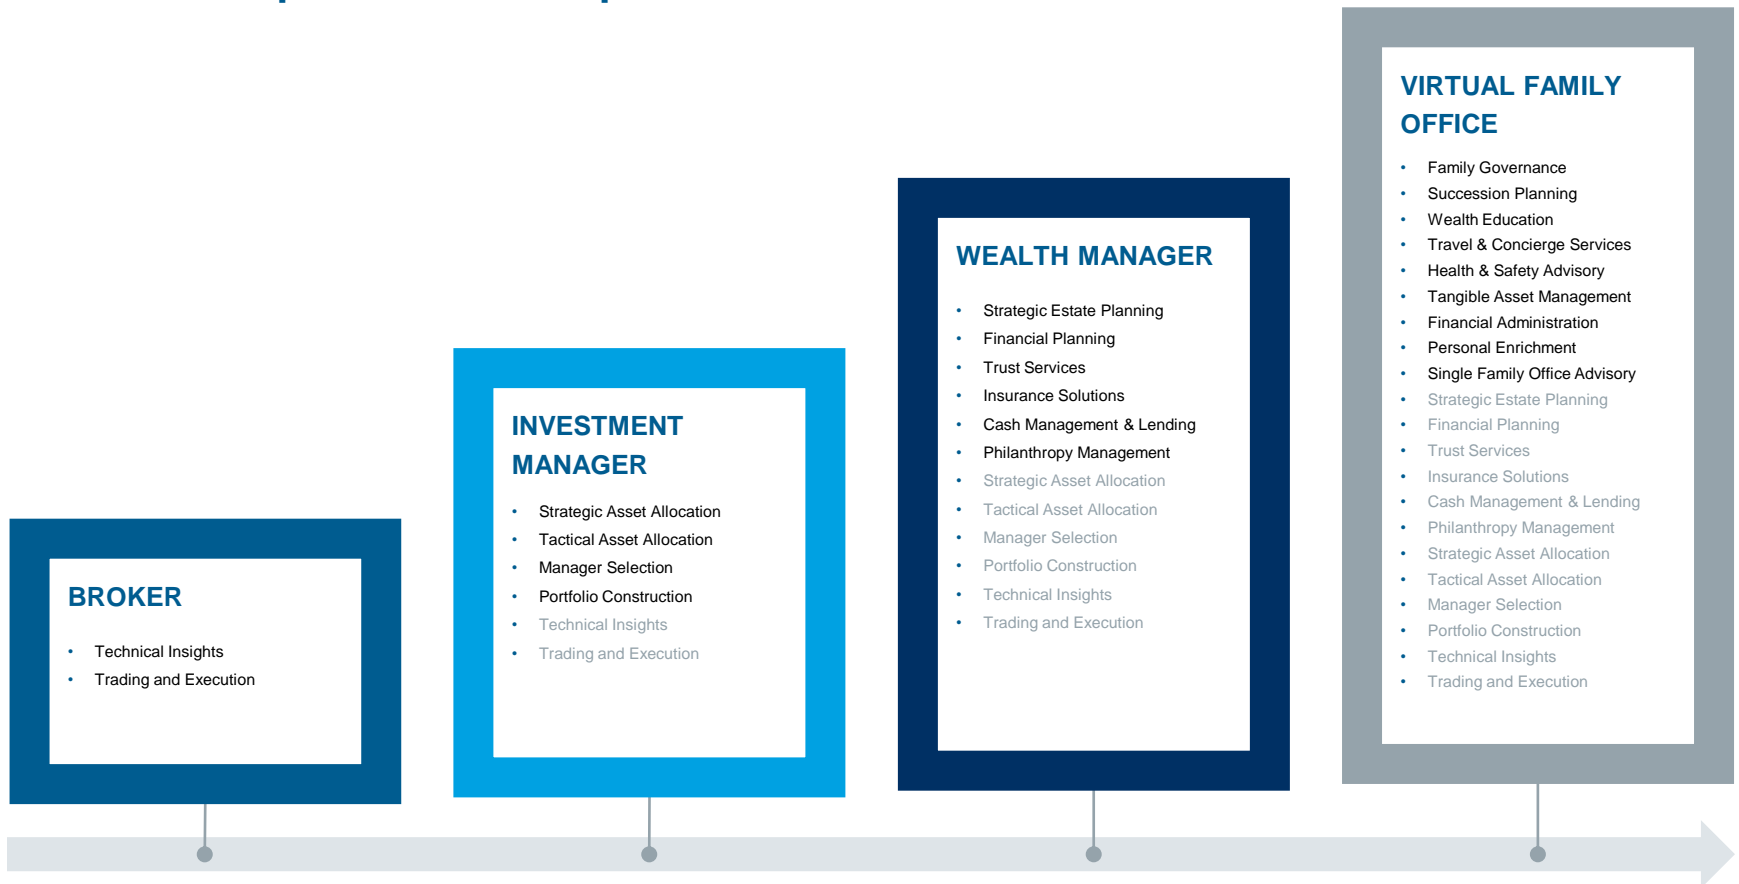 BROKER
• Technical Insights
• Trading and Execution
INVESTMENT
MANAGER
• Strategic Asset Allocation
• Tactical Asset Allocation
• Manager Selection
• Portfolio Construction
• Technical Insights
• Trading and Execution
WEALTH MANAGER
• Strategic Estate Planning
• Financial Planning
• Trust Services
• Insurance Solutions
• Cash Management & Lending
• Philanthropy Management
• Strategic Asset Allocation
• Tactical Asset Allocation
• Manager Selection
• Portfolio Construction
• Technical Insights
• Trading and Execution
VIRTUAL FAMILY
OFFICE
• Family Governance
• Succession Planning
• Wealth Education
• Travel & Concierge Services
• Health & Safety Advisory
• Tangible Asset Management
• Financial Administration
• Personal Enrichment
• Single Family Office Advisory
• Strategic Estate Planning
• Financial Planning
• Trust Services
• Insurance Solutions
• Cash Management & Lending
• Philanthropy Management
• Strategic Asset Allocation
• Tactical Asset Allocation
• Manager Selection
• Portfolio Construction
• Technical Insights
• Trading and Execution